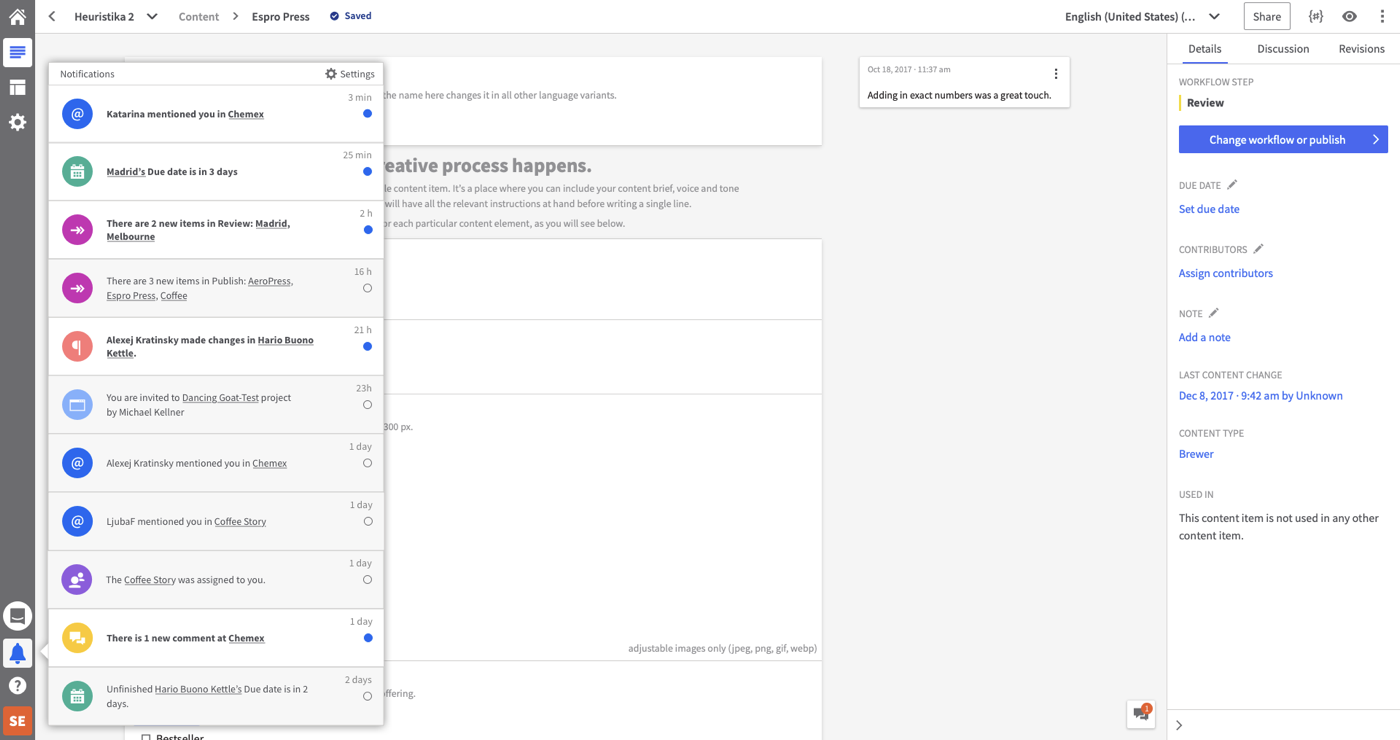 Heuristika 2
Content
Espro Press
Saved
English (United States) (...
Share
{#}
Notifications
Settings
3 min
Katarina mentioned you in Chemex
25 min
Madrid's Due date is in 3 days
2 h
There are 2 new items in Review: Madrid,
Melbourne
16 h
There are 3 new items in Publish: AeroPress,
Espro Press, Coffee
21 h
Alexej Kratinsky made changes in Hario Buono
Kettle.
23h
You are invited to Dancing Goat-Test project
by Michael Kellner
1 day
Alexej Kratinsky mentioned you in Chemex
1 day
LjubaF mentioned you in Coffee Story
1 day
The Coffee Story was assigned to you.
1 day
There is 1 new comment at Chemex
2 days
Unfinished Hario Buono Kettle's Due date is in 2
days.
SE
the name here changes it in all other language variants.
reative process happens.
le content item. It's a place where you can include your content brief, voice and tone
will have all the relevant instructions at hand before writing a single line.
or each particular content element, as you will see below.
300 px.
adjustable images only (jpeg, png, gif, webp)
ffering.
Bestseller
Oct 18, 2017 · 11:37 am
Adding in exact numbers was a great touch.
1
Details
Discussion
Revisions
WORKFLOW STEP
Review
Change workflow or publish
DUE DATE
Set due date
CONTRIBUTORS
Assign contributors
NOTE
Add a note
LAST CONTENT CHANGE
Dec 8, 2017 · 9:42 am by Unknown
CONTENT TYPE
Brewer
USED IN
This content item is not used in any other
content item.